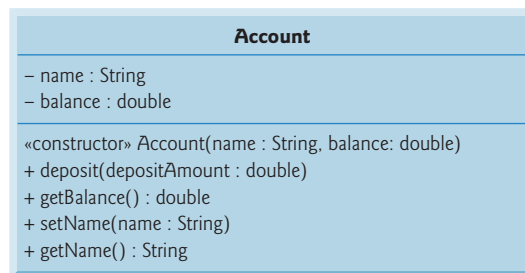 Account
– name : String
– balance : double
«constructor» Account(name : String, balance: double)
+ deposit(depositAmount : double)
+ getBalance() : double
+ setName(name : String)
+ getName() : String